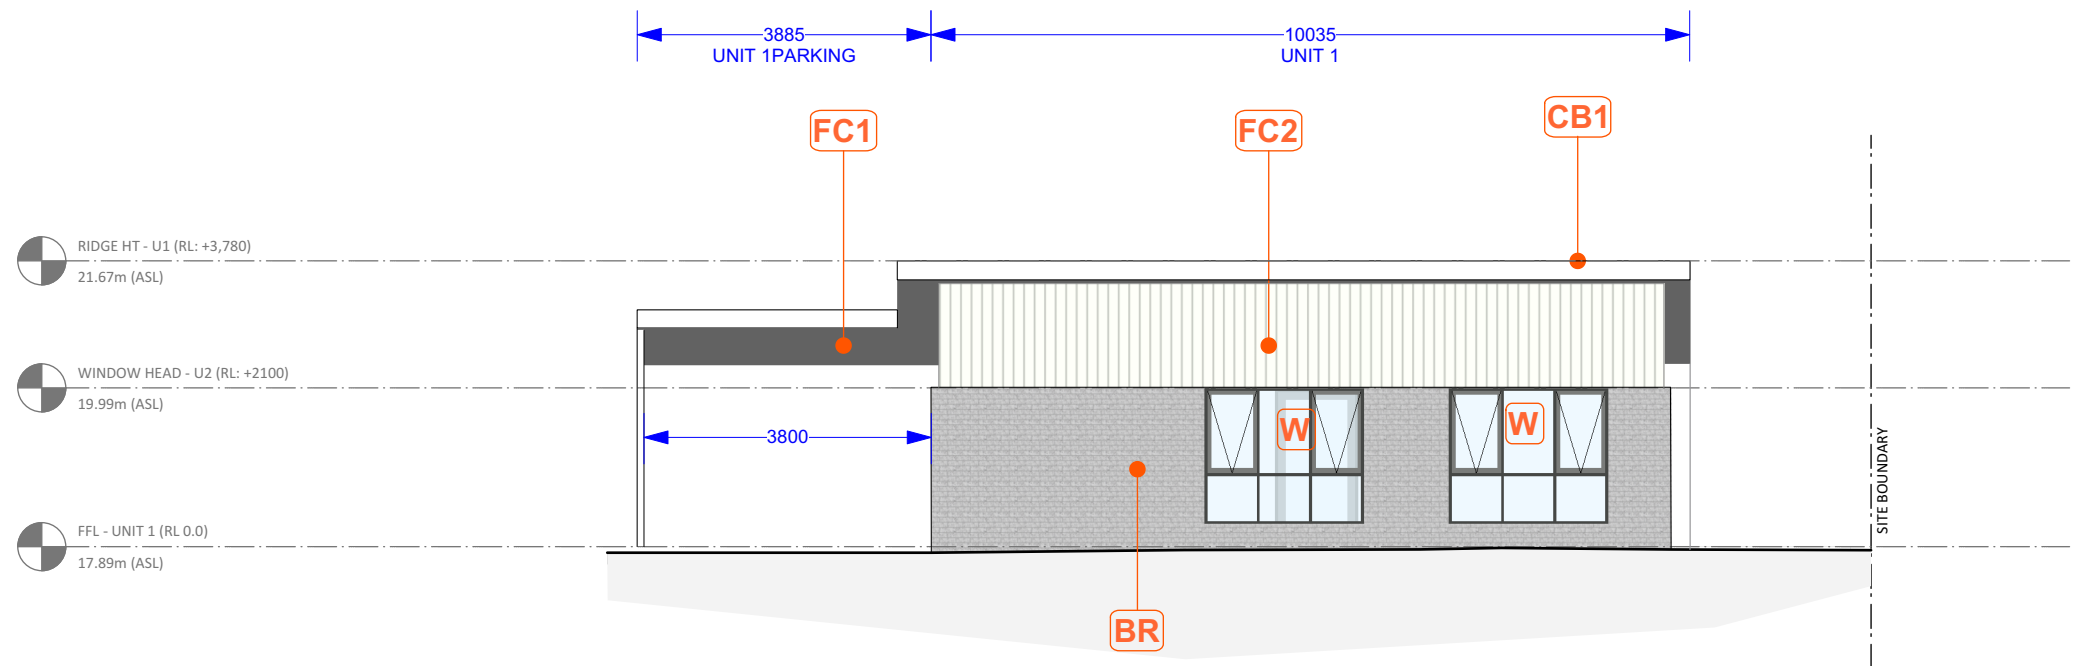 3885
UNIT 1PARKING
10035
UNIT 1
FC1
FC2
CB1
RIDGE HT - U1 (RL: +3,780)
21.67m (ASL)
WINDOW HEAD - U2 (RL: +2100)
19.99m (ASL)
3800
W
W
SITE BOUNDARY
FFL - UNIT 1 (RL 0.0)
17.89m (ASL)
BR